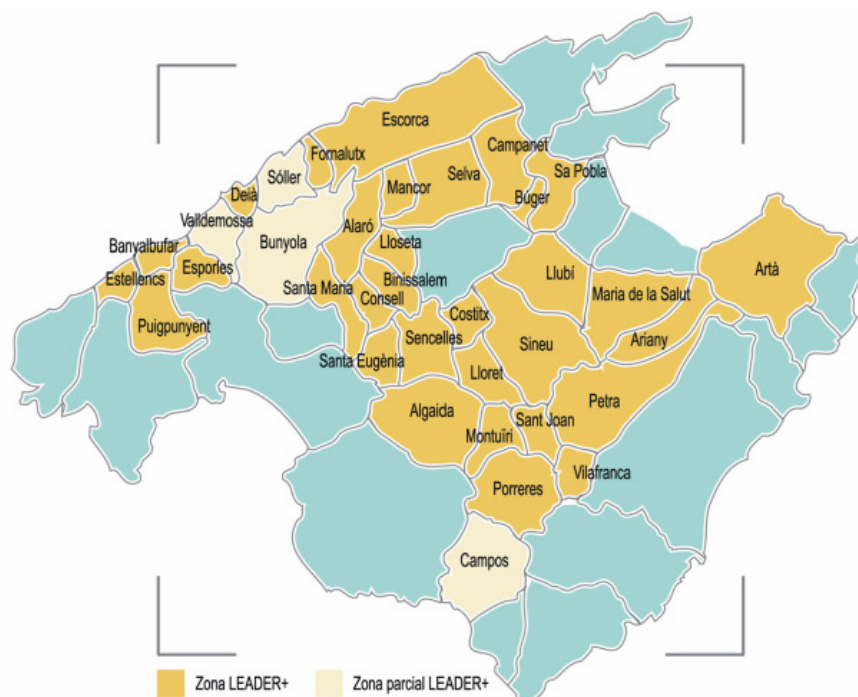 Escorca
Campanet
Fornalutx
Sóller
Mancor
Selva
Sa Pobla
Deià
Búger
Valldemossa
Alaró
Bunyola
Lloseta
Banyalbufar
Esporles
Estellencs
Binissalem
Llubí
Artà
Santa Maria
Consell
Maria de la Salut
Puigpunyent
Costitx
Sencelles
Sineu
Ariany
Santa Eugènia
Lloret
Petra
Algaida
Sant Joan
Montuïri
Vilafranca
Porreres
Campos
Zona LEADER+
Zona parcial LEADER+